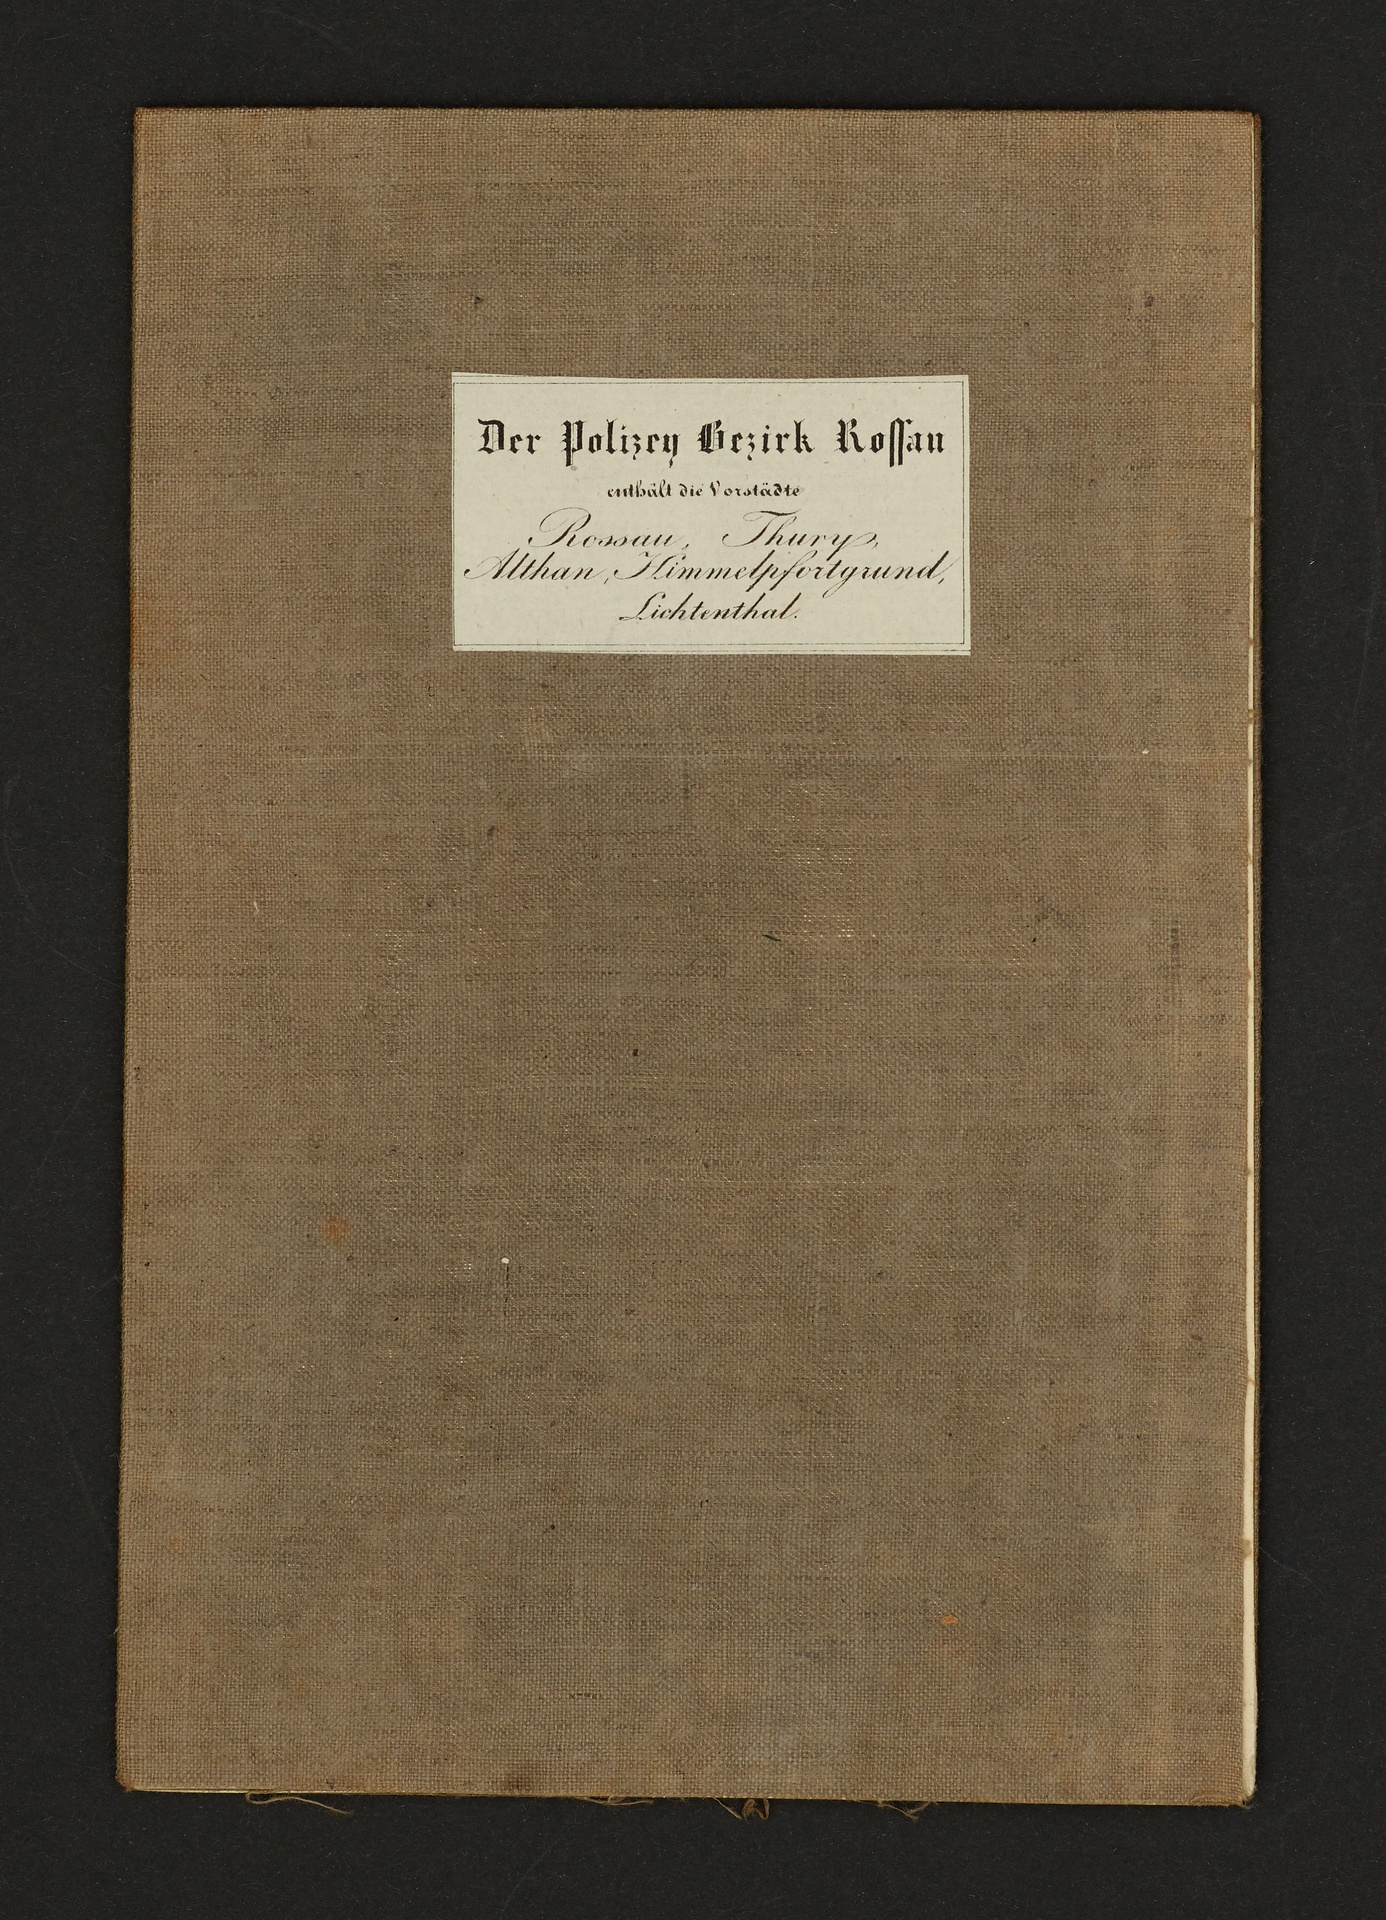 Der Polizey Bezirk Roſſau
enthält die Vorstädte
Rossau, Thury,
Althan, Himmelpfortgrund,
Lichtenthal.